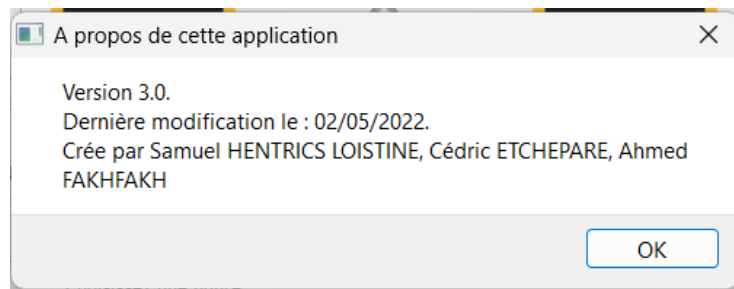 A propos de cette application
Version 3.0.
Dernière modification le : 02/05/2022.
Crée par Samuel HENTRICS LOISTINE, Cédric ETCHEPARE, Ahmed
FAKHFAKH
OK